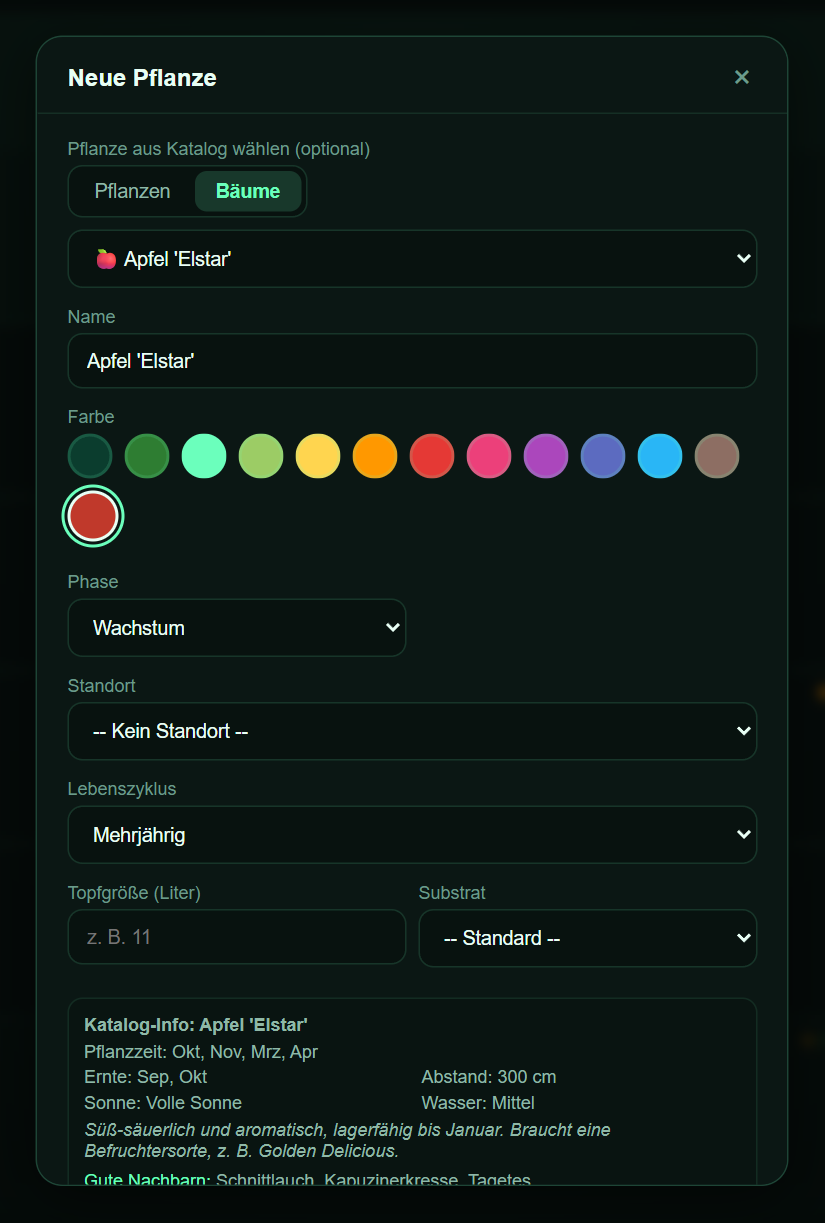 Neue Pflanze
×
Pflanze aus Katalog wählen (optional)
Pflanzen Bäume
Apfel 'Elstar'
Name
Apfel 'Elstar'
Farbe
Phase
Wachstum
Standort
-- Kein Standort --
Lebenszyklus
Mehrjährig
Topfgröße (Liter) Substrat
z. B. 11 -- Standard --
Katalog-Info: Apfel 'Elstar'
Pflanzzeit: Okt, Nov, Mrz, Apr
Ernte: Sep, Okt Abstand: 300 cm
Sonne: Volle Sonne Wasser: Mittel
Süß-säuerlich und aromatisch, lagerfähig bis Januar. Braucht eine
Befruchtersorte, z. B. Golden Delicious.
Gute Nachbarn: Schnittlauch, Kapuzinerkresse, Tagetes